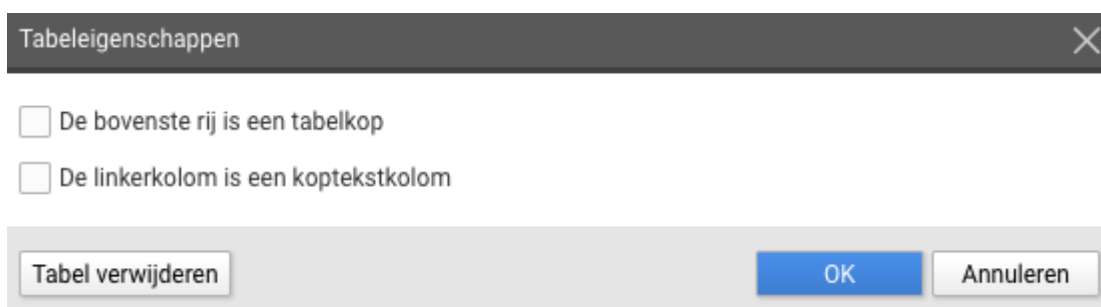 Tabeleigenschappen
De bovenste rij is een tabelkop
De linkerkolom is een koptekstkolom
Tabel verwijderen OK Annuleren